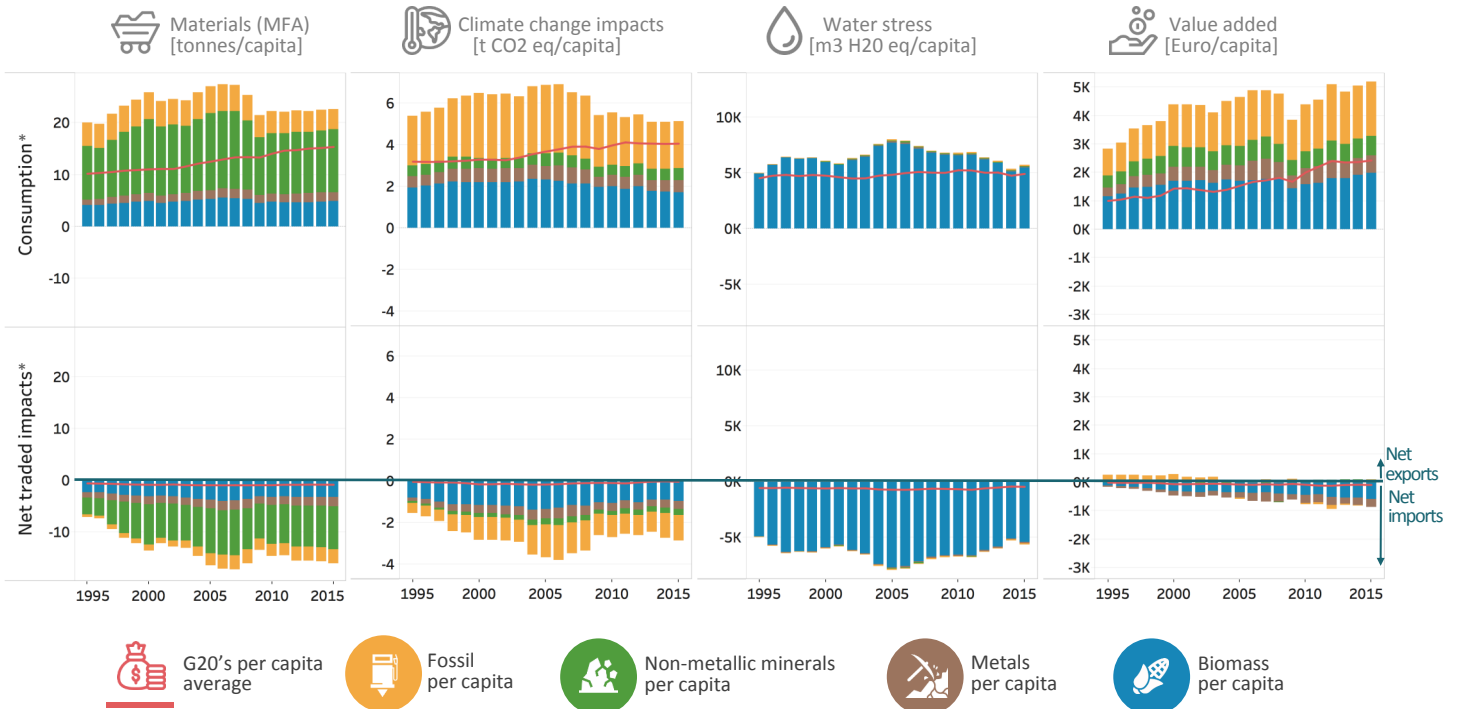 Materials (MFA)
[tonnes/capita]
Climate change impacts
[t CO2 eq/capita]
Water stress
[m3 H20 eq/capita]
Value added
[Euro/capita]
Consumption*
20
10
0
-10
6
4
2
0
-2
-4
10K
5K
0K
-5K
5K
4K
3K
2K
1K
0K
-1K
-2K
-3K
Net traded impacts*
20
10
0
-10
6
4
2
0
-2
-4
10K
5K
0K
-5K
5K
4K
3K
2K
1K
0K
-1K
-2K
-3K
Net
exports
Net
imports
1995 2000 2005 2010 2015
1995 2000 2005 2010 2015
1995 2000 2005 2010 2015
1995 2000 2005 2010 2015
$
G20's per capita
average
Fossil
per capita
Non-metallic minerals
per capita
Metals
per capita
Biomass
per capita